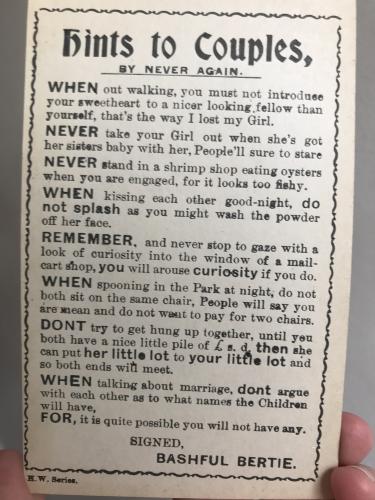 Hints to Couples,
BY NEVER AGAIN.
WHEN out walking, you must not introduce
your sweetheart to a nicer looking fellow than
yourself, that's the way I lost my Girl.
NEVER take your Girl out when she's got
her sisters baby with her, People'll sure to stare
NEVER stand in a shrimp shop eating oysters
when you are engaged, for it looks too fishy.
WHEN kissing each other good-night, do
not splash as you might wash the powder
off her face.
REMEMBER, and never stop to gaze with a
look of curiosity into the window of a mail-
cart shop, you will arouse curiosity if you do.
WHEN spooning in the Park at night, do not
both sit on the same chair, People will say you
are mean and do not want to pay for two chairs.
DONT try to get hung up together, until you
both have a nice little pile of £ s. d, then she
can put her little lot to your little lot and
so both ends will meet.
WHEN talking about marriage, dont argue
with each other as to what names the Children
will have,
FOR, it is quite possible you will not have any.
SIGNED,
BASHFUL BERTIE.
H.W. Series.